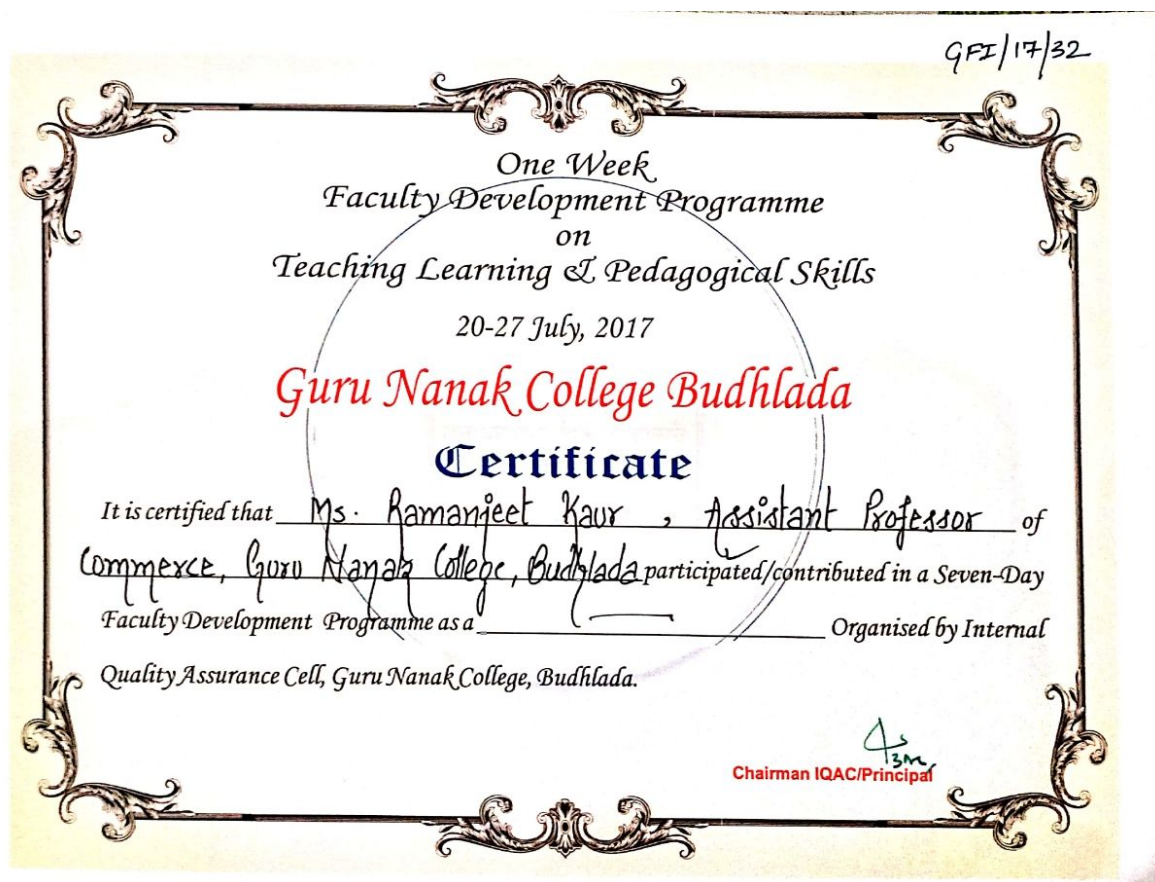 GFI/17/32
One Week
Faculty Development Programme
on
Teaching Learning & Pedagogical Skills
20-27 July, 2017
Guru Nanak College Budhlada
Certificate
It is certified that Ms. Ramanjeet Kaur , Assistant Professor of
Commerce, Guru Nanak College, Budhlada participated/contributed in a Seven-Day
Faculty Development Programme as a — Organised by Internal
Quality Assurance Cell, Guru Nanak College, Budhlada.
Chairman IQAC/Principal